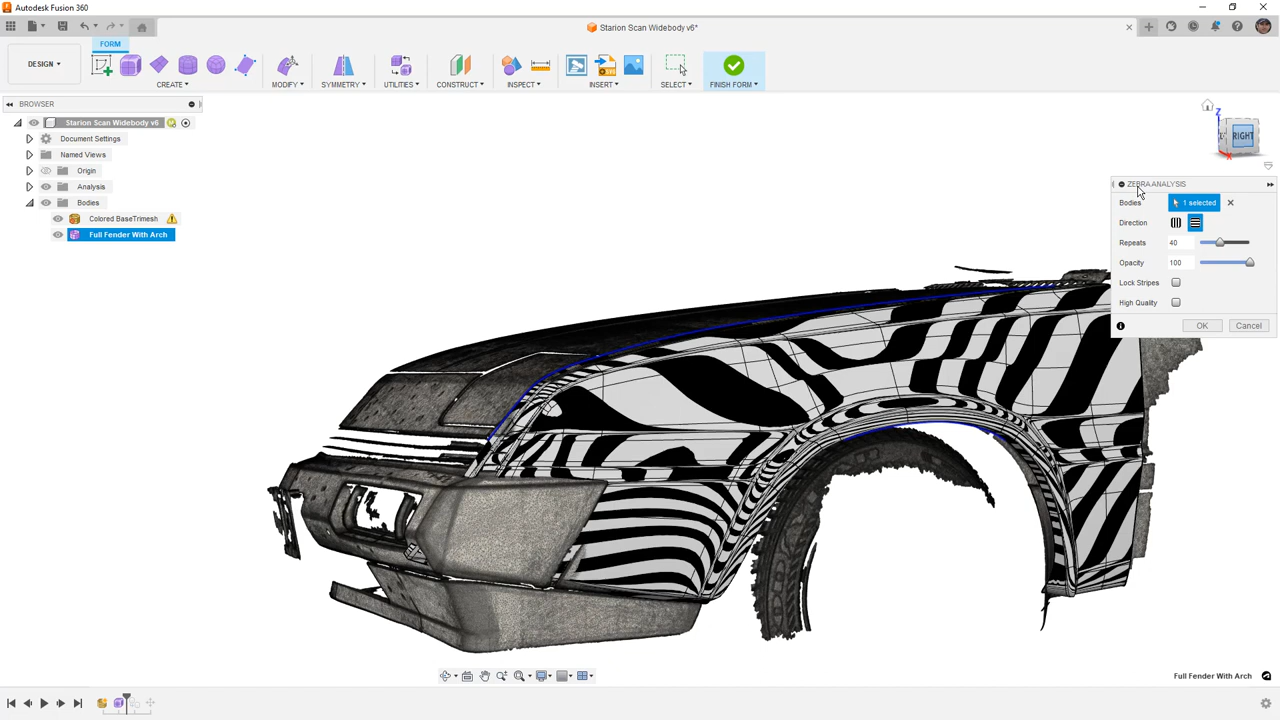 Autodesk Fusion 360
Starion Scan Widebody v6*
FORM
DESIGN
CREATE
MODIFY
SYMMETRY
UTILITIES
CONSTRUCT
INSPECT
INSERT
SELECT
FINISH FORM
BROWSER
Starion Scan Widebody v6
Document Settings
Named Views
Origin
Analysis
Bodies
Colored BaseTrimesh
Full Fender With Arch
Z
RIGHT
X
ZEBRA ANALYSIS
Bodies 1 selected
Direction
Repeats 40
Opacity 100
Lock Stripes
High Quality
OK Cancel
Full Fender With Arch